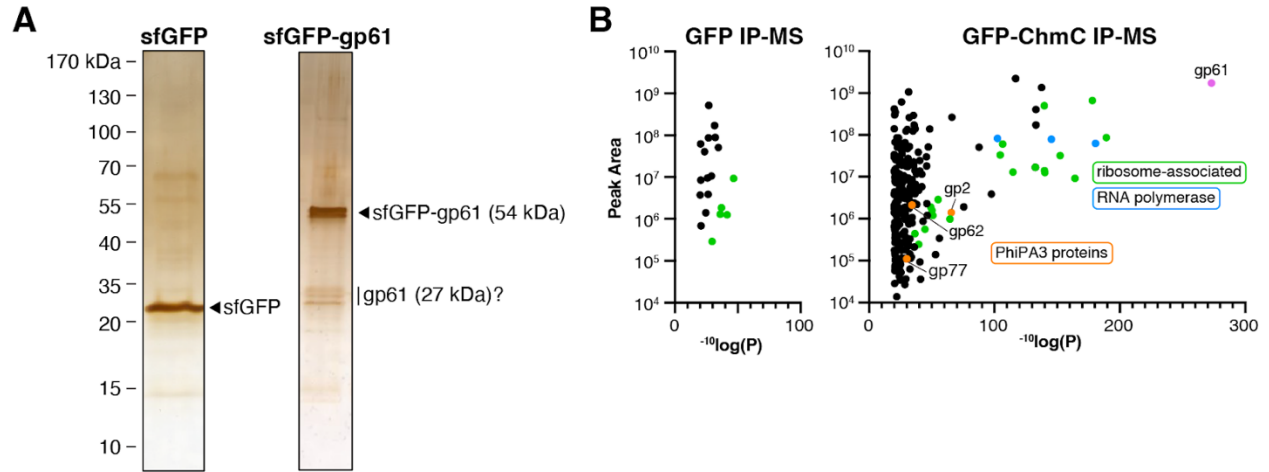 A
sfGFP
sfGFP-gp61
170 kDa
130
100
70
55
40
35
20
15
10
sfGFP
sfGFP-gp61 (54 kDa)
gp61 (27 kDa)?
B
GFP IP-MS
Peak Area
10^10
10^9
10^8
10^7
10^6
10^5
10^4
0
100
-10log(P)
GFP-ChmC IP-MS
10^10
10^9
10^8
10^7
10^6
10^5
10^4
gp61
ribosome-associated
RNA polymerase
gp2
gp62
PhiPA3 proteins
gp77
0
100
200
300
-10log(P)